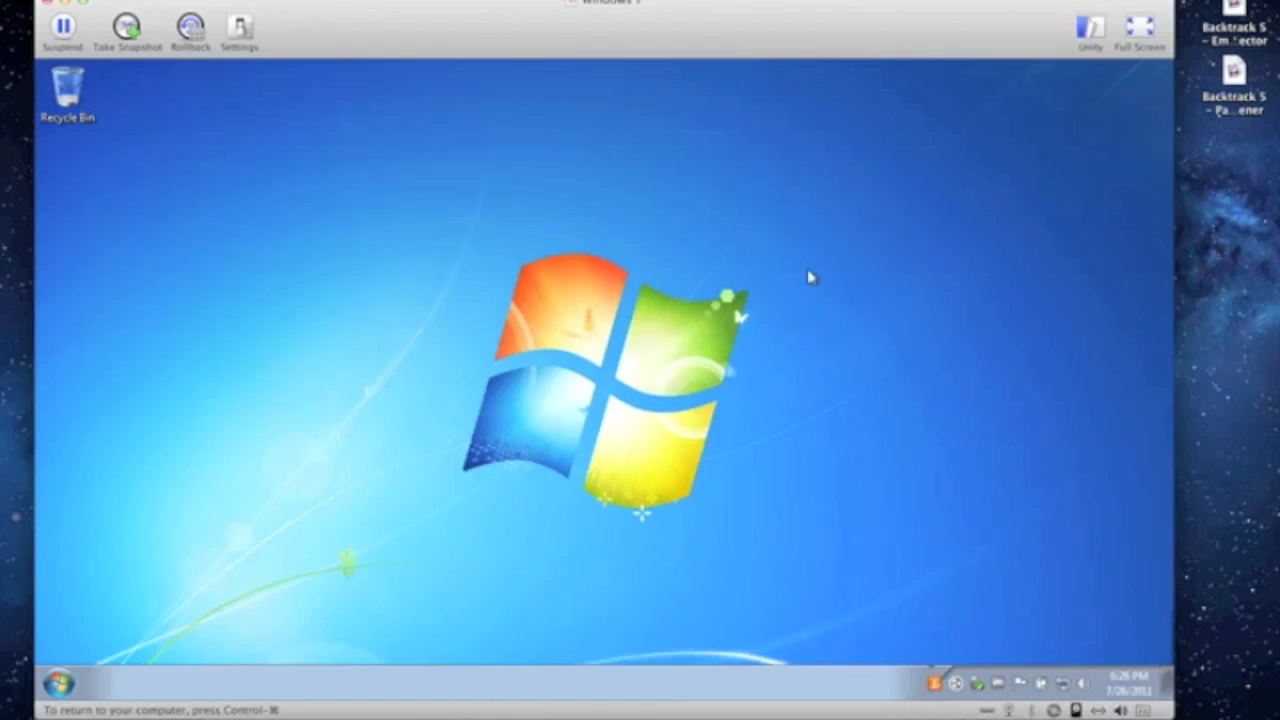 Windows 7
Suspend
Take Snapshot
Rollback
Settings
Unity
Full Screen
Backtrack 5
- Em...ector
Backtrack 5
- Pa...ener
Recycle Bin
6:26 PM
7/26/2011
To return to your computer, press Control-⌘